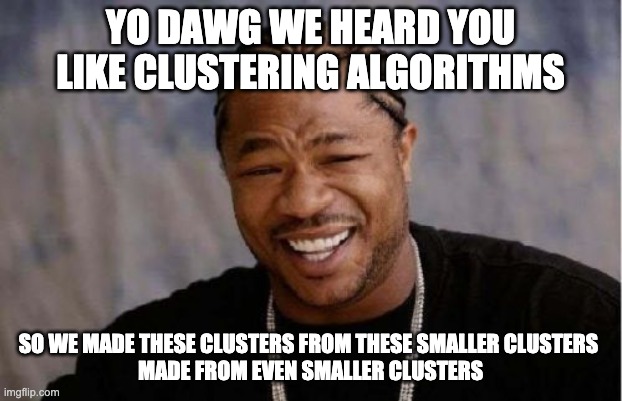 YO DAWG WE HEARD YOU
LIKE CLUSTERING ALGORITHMS
SO WE MADE THESE CLUSTERS FROM THESE SMALLER CLUSTERS
MADE FROM EVEN SMALLER CLUSTERS
imgflip.com